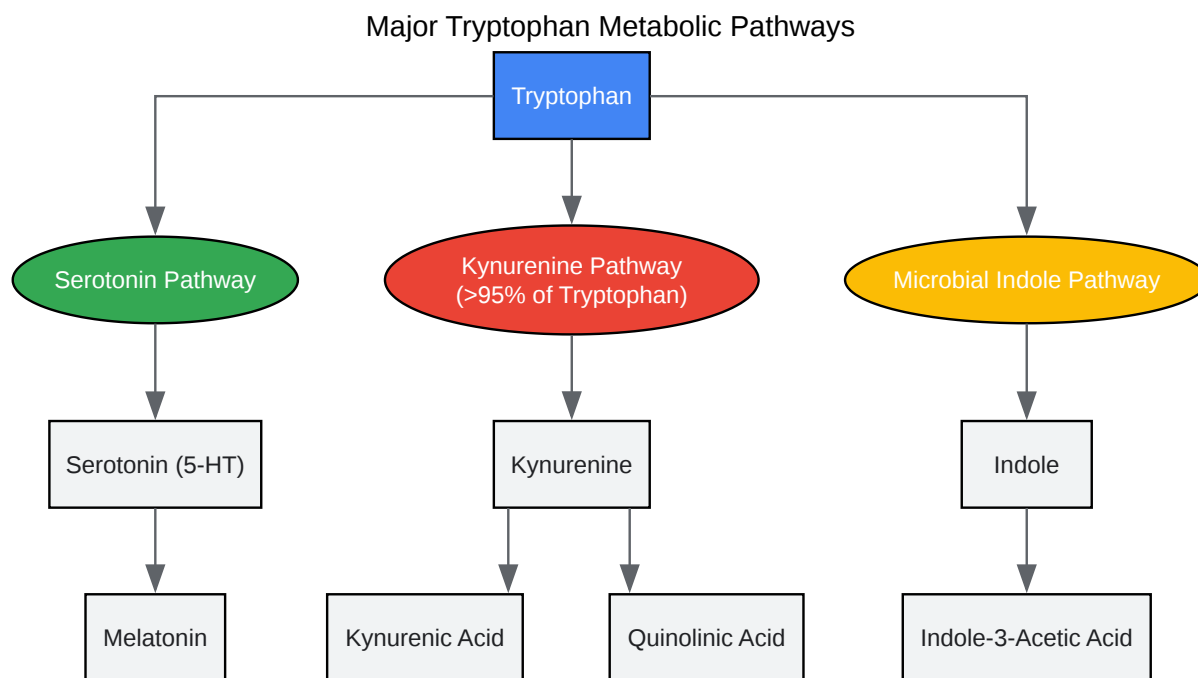 Major Tryptophan Metabolic Pathways
Tryptophan
Serotonin Pathway
Kynurenine Pathway
(>95% of Tryptophan)
Microbial Indole Pathway
Serotonin (5-HT)
Kynurenine
Indole
Melatonin
Kynurenic Acid
Quinolinic Acid
Indole-3-Acetic Acid